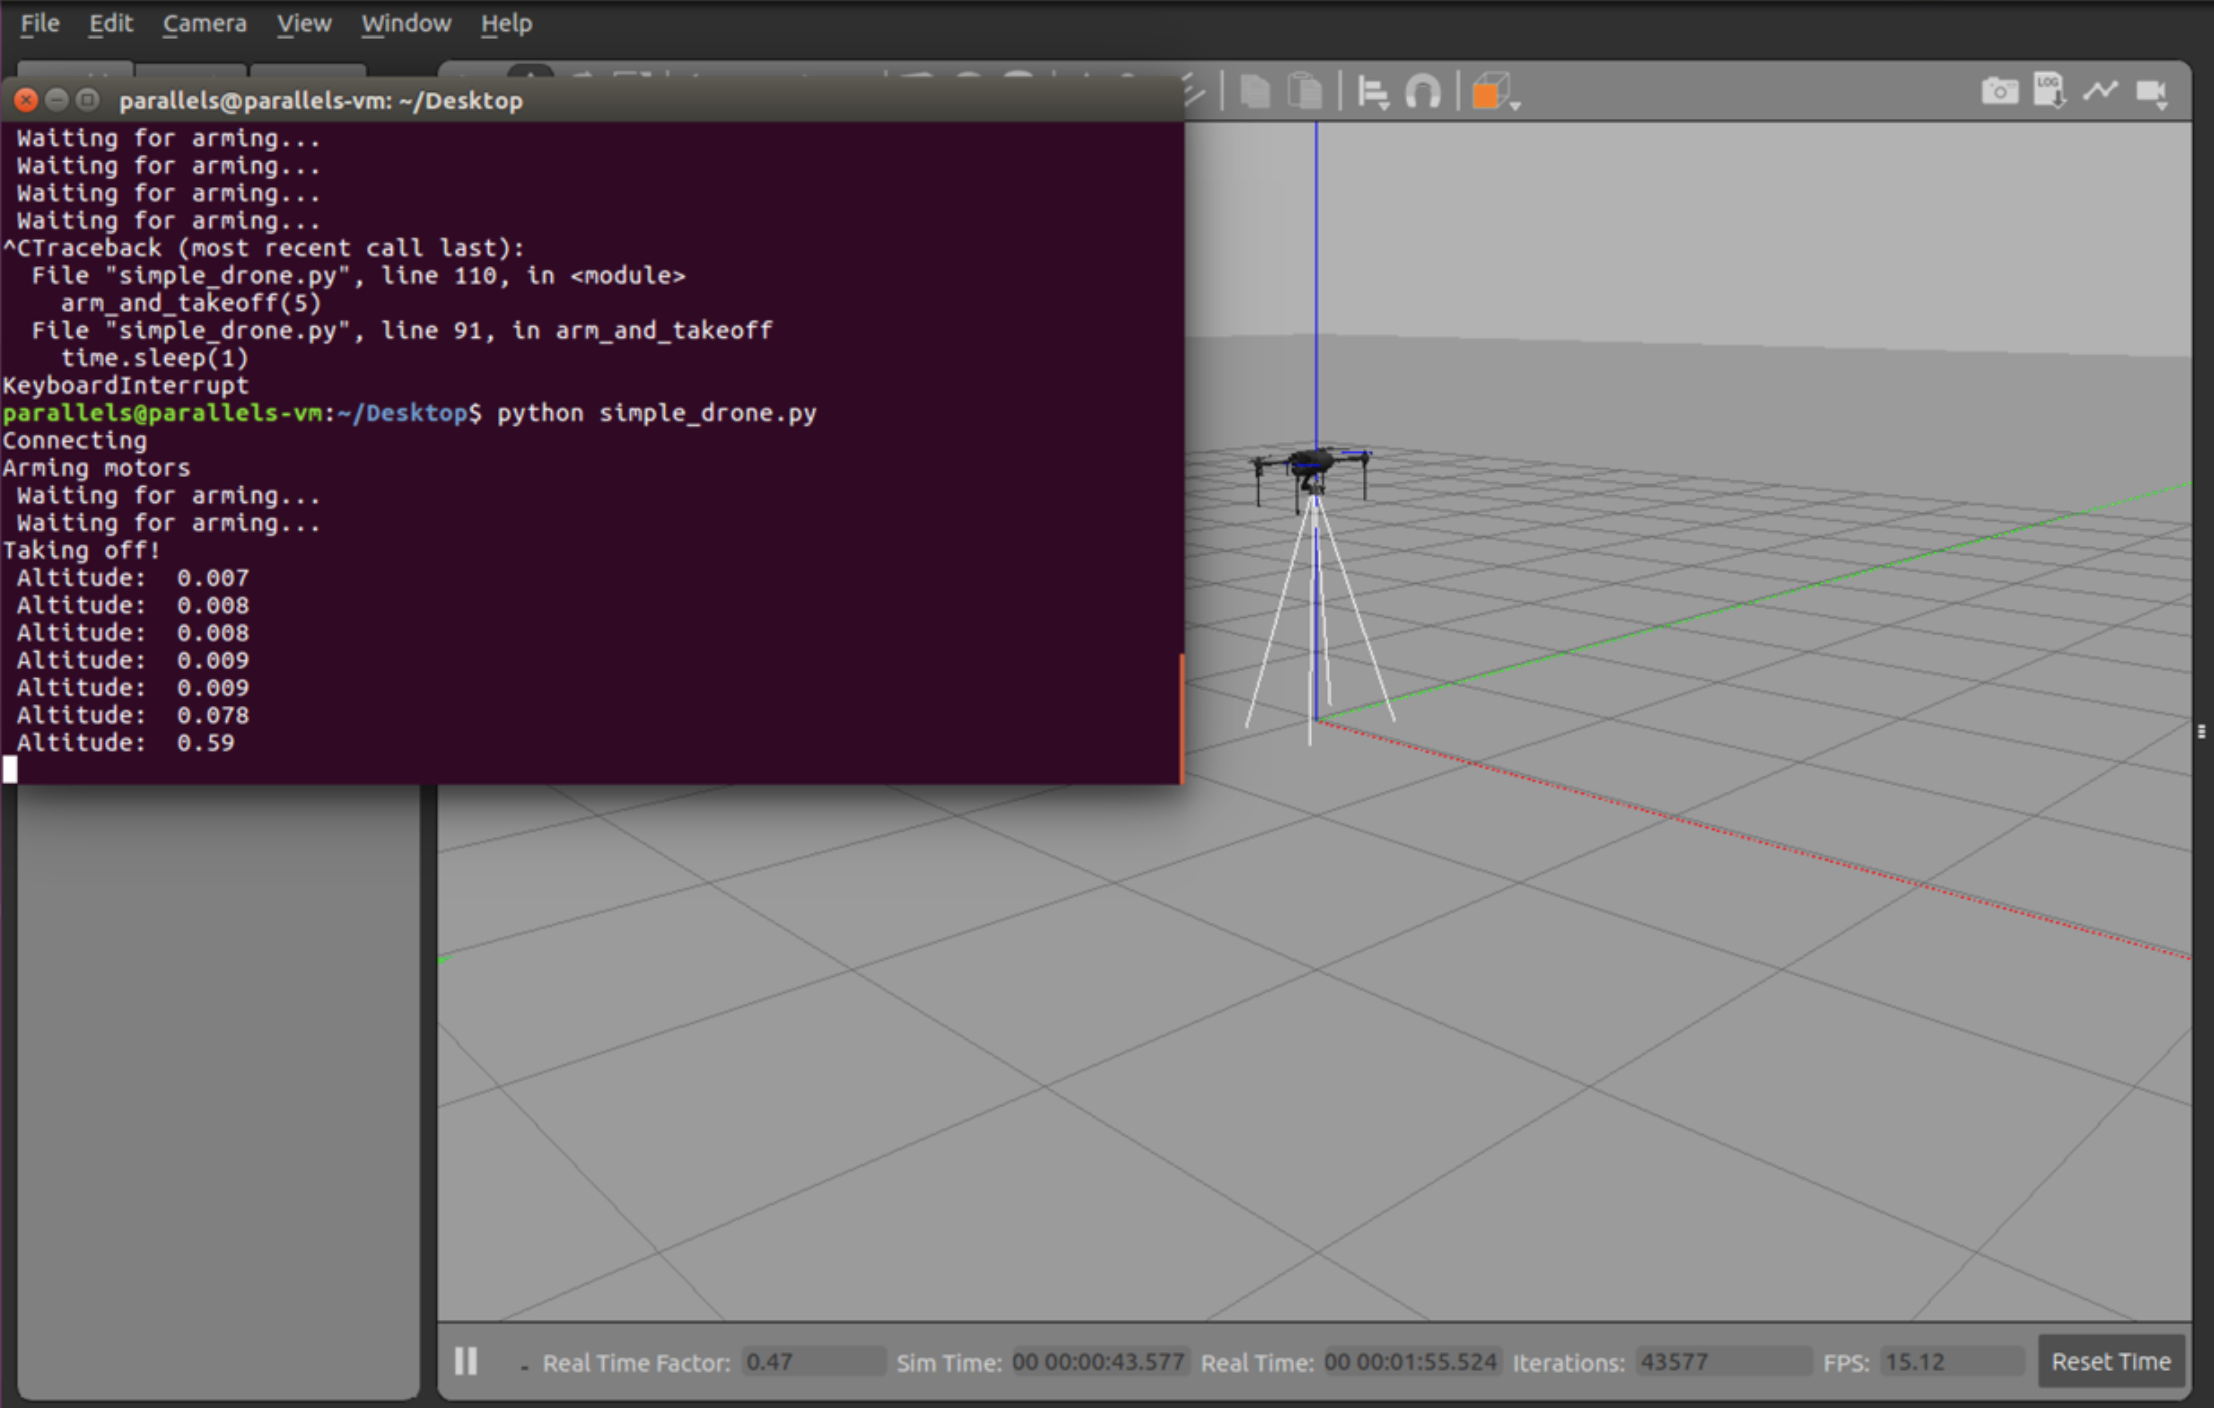 File Edit Camera View Window Help
parallels@parallels-vm: ~/Desktop
LOG
Waiting for arming...
Waiting for arming...
Waiting for arming...
Waiting for arming...
^CTraceback (most recent call last):
File "simple_drone.py", line 110, in <module>
arm_and_takeoff(5)
File "simple_drone.py", line 91, in arm_and_takeoff
time.sleep(1)
KeyboardInterrupt
parallels@parallels-vm:~/Desktop$ python simple_drone.py
Connecting
Arming motors
Waiting for arming...
Waiting for arming...
Taking off!
Altitude: 0.007
Altitude: 0.008
Altitude: 0.008
Altitude: 0.009
Altitude: 0.009
Altitude: 0.078
Altitude: 0.59
Real Time Factor: 0.47 Sim Time: 00 00:00:43.577 Real Time: 00 00:01:55.524 Iterations: 43577 FPS: 15.12 Reset Time